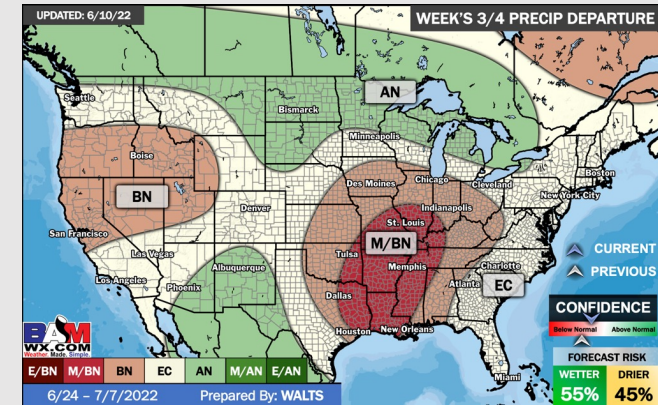 UPDATED: 6/10/22
WEEK'S 3/4 PRECIP DEPARTURE
Seattle
Bismarck
AN
Minneapolis
Boise
Boston
Des Moines
Chicago
Cleveland
New York City
BN
Denver
Indianapolis
St. Louis
San Francisco
M/BN
CURRENT
Las Vegas
Tulsa
Memphis
Charlotte
PREVIOUS
Los Angeles
Albuquerque
Phoenix
Atlanta
EC
Dallas
CONFIDENCE
Houston
New Orleans
Below Normal
Above Normal
BAM
WX.COM
Weather. Made. Simple.
FORECAST RISK
E/BN M/BN BN EC AN M/AN E/AN
Miami
WETTER
DRIER
6/24 – 7/7/2022
Prepared By: WALTS
55%
45%